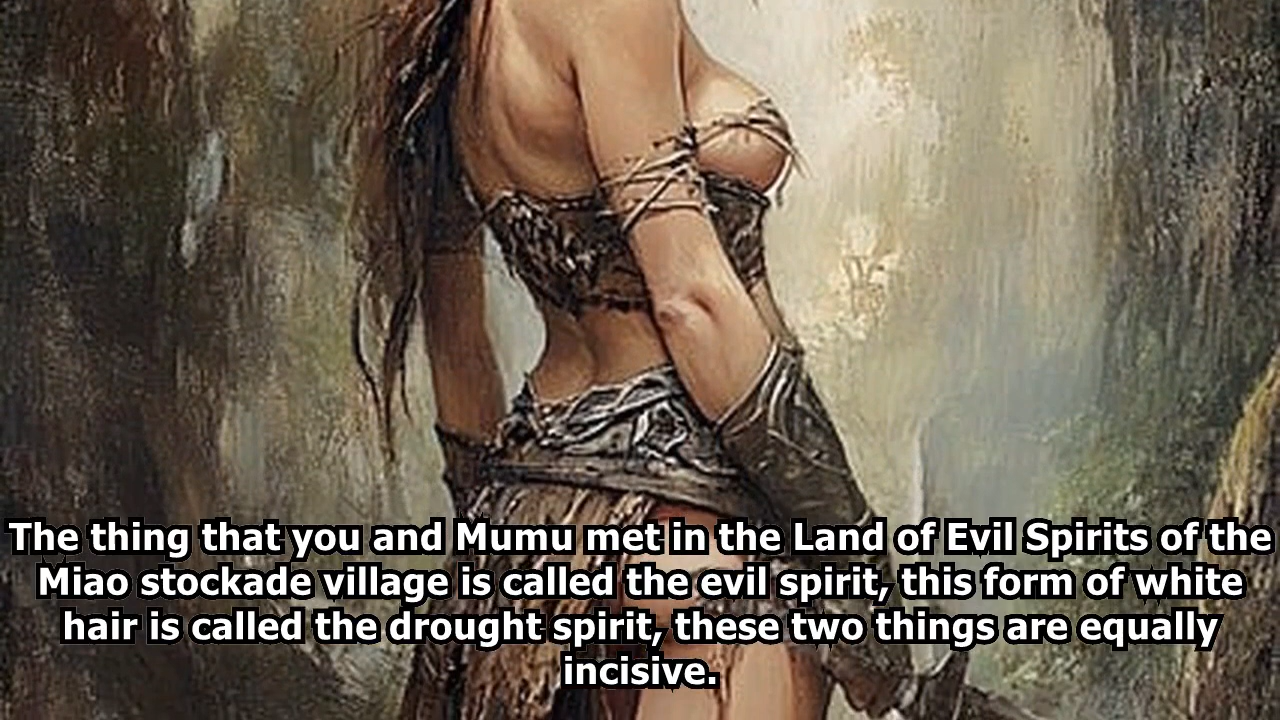 The thing that you and Mumu met in the Land of Evil Spirits of the
Miao stockade village is called the evil spirit, this form of white
hair is called the drought spirit, these two things are equally
incisive.